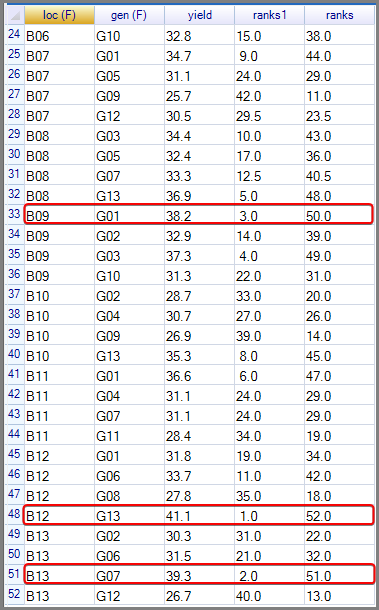 loc (F) gen (F) yield ranks1 ranks
24 B06 G10 32.8 15.0 38.0
25 B07 G01 34.7 9.0 44.0
26 B07 G05 31.1 24.0 29.0
27 B07 G09 25.7 42.0 11.0
28 B07 G12 30.5 29.5 23.5
29 B08 G03 34.4 10.0 43.0
30 B08 G05 32.4 17.0 36.0
31 B08 G07 33.3 12.5 40.5
32 B08 G13 36.9 5.0 48.0
33 B09 G01 38.2 3.0 50.0
34 B09 G02 32.9 14.0 39.0
35 B09 G03 37.3 4.0 49.0
36 B09 G10 31.3 22.0 31.0
37 B10 G02 28.7 33.0 20.0
38 B10 G04 30.7 27.0 26.0
39 B10 G09 26.9 39.0 14.0
40 B10 G13 35.3 8.0 45.0
41 B11 G01 36.6 6.0 47.0
42 B11 G04 31.1 24.0 29.0
43 B11 G07 31.1 24.0 29.0
44 B11 G11 28.4 34.0 19.0
45 B12 G01 31.8 19.0 34.0
46 B12 G06 33.7 11.0 42.0
47 B12 G08 27.8 35.0 18.0
48 B12 G13 41.1 1.0 52.0
49 B13 G02 30.3 31.0 22.0
50 B13 G06 31.5 21.0 32.0
51 B13 G07 39.3 2.0 51.0
52 B13 G12 26.7 40.0 13.0